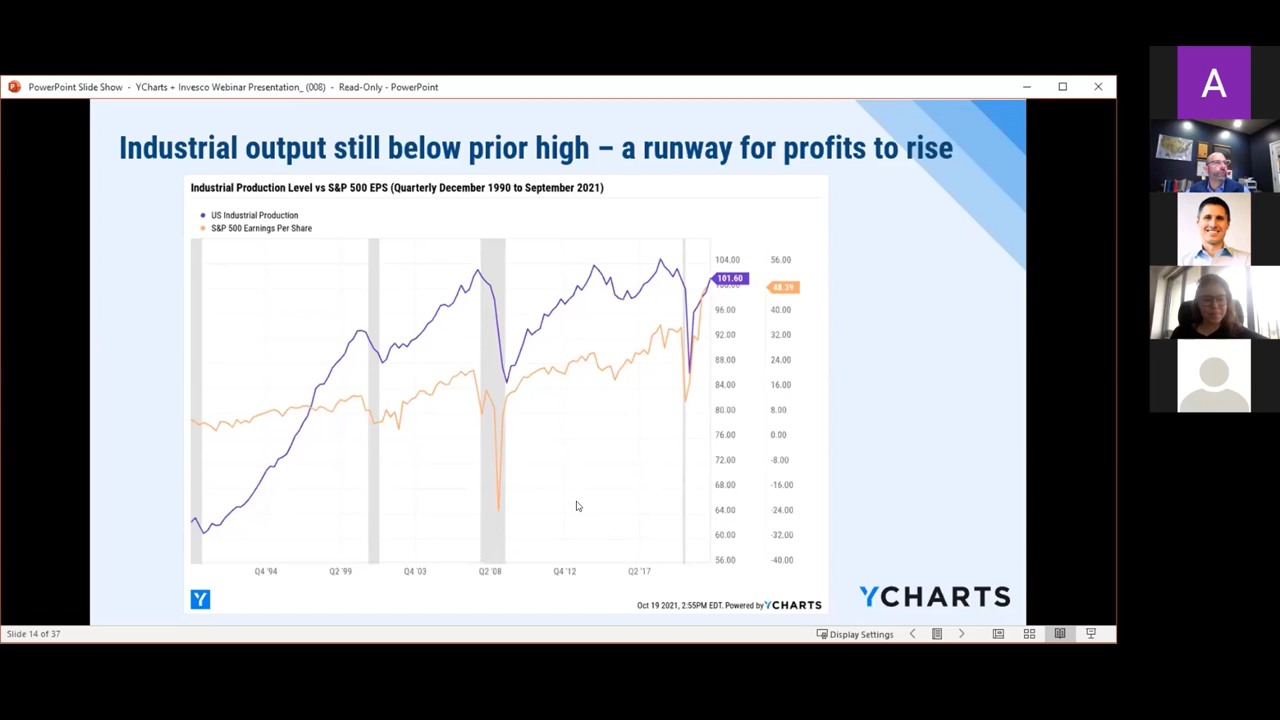 PowerPoint Slide Show - YCharts + Invesco Webinar Presentation_ (008) - Read-Only - PowerPoint
A
Industrial output still below prior high – a runway for profits to rise
Industrial Production Level vs S&P 500 EPS (Quarterly December 1990 to September 2021)
US Industrial Production
S&P 500 Earnings Per Share
104.00 56.00
101.60
48.39
96.00 40.00
92.00 32.00
88.00 24.00
84.00 16.00
80.00 8.00
76.00 0.00
72.00 -8.00
68.00 -16.00
64.00 -24.00
60.00 -32.00
56.00 -40.00
Q4 '94 Q2 '99 Q4 '03 Q2 '08 Q4 '12 Q2 '17
Y
Oct 19 2021, 2:55PM EDT. Powered by YCHARTS
YCHARTS
Slide 14 of 37
Display Settings